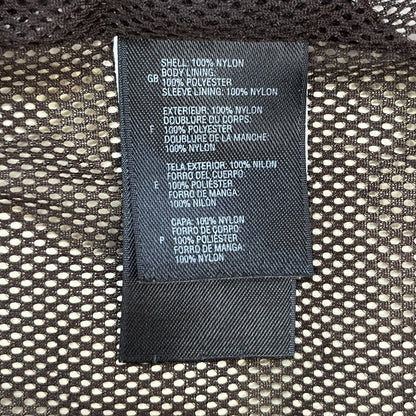 SHELL: 100% NYLON
BODY LINING:
GB 100% POLYESTER
SLEEVE LINING: 100% NYLON
EXTERIEUR: 100% NYLON
DOUBLURE DU CORPS:
F 100% POLYESTER
DOUBLURE DE LA MANCHE:
100% NYLON
TELA EXTERIOR: 100% NILÓN
FORRO DEL CUERPO:
E 100% POLIÉSTER
FORRO DE MANGA:
100% NILÓN
CAPA: 100% NYLON
FORRO DE CORPO:
P 100% POLIÉSTER
FORRO DE MANGA:
100% NYLON